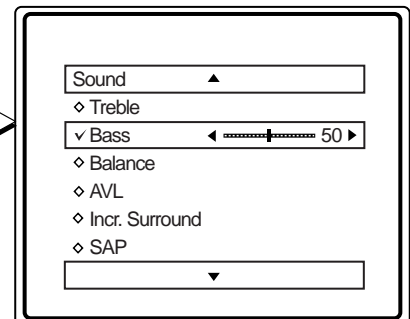 Sound
Treble
Bass 50
Balance
AVL
Incr. Surround
SAP